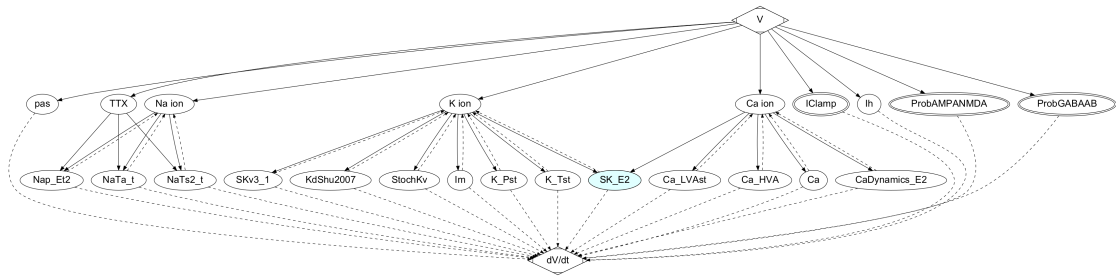 V
pas
TTX
Na ion
K ion
Ca ion
IClamp
Ih
ProbAMPANMDA
ProbGABAAB
Nap_Et2
NaTa_t
NaTs2_t
SKv3_1
KdShu2007
StochKv
Im
K_Pst
K_Tst
SK_E2
Ca_LVAst
Ca_HVA
Ca
CaDynamics_E2
dV/dt